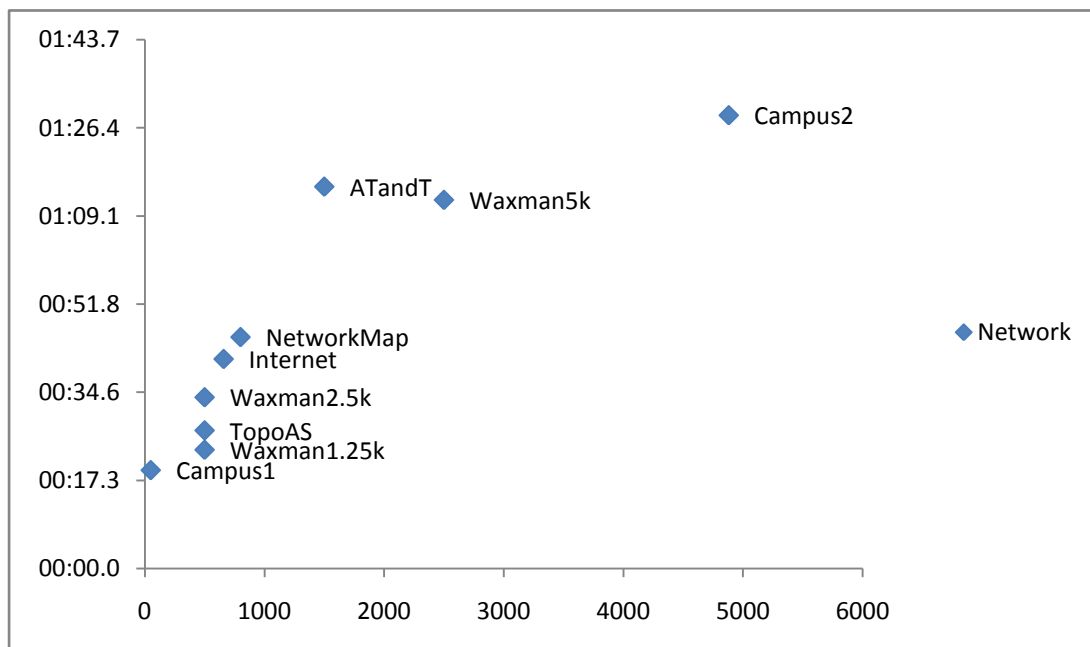 01:43.7
01:26.4
01:09.1
00:51.8
00:34.6
00:17.3
00:00.0
Campus2
ATandT
Waxman5k
NetworkMap
Internet
Waxman2.5k
TopoAS
Waxman1.25k
Campus1
Network
0 1000 2000 3000 4000 5000 6000